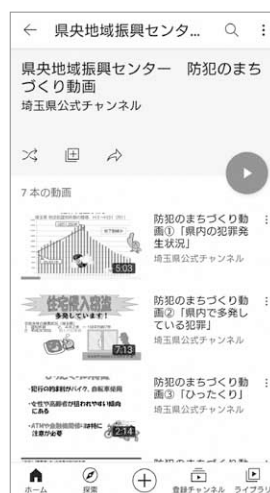 県央地域振興センタ...
県央地域振興センター　防犯のまち
づくり動画
埼玉県公式チャンネル
7 本の動画
5:03
防犯のまちづくり動
画①「県内の犯罪発
生状況」
埼玉県公式チャンネル
住宅侵入窃盗
多発しています！
7:13
防犯のまちづくり動
画②「県内で多発し
ている犯罪」
埼玉県公式チャンネル
・犯行の約8割がバイク、自転車使用
・女性や高齢者が狙われやすい傾向
にある
・ATMや金融機関帰りは特に
注意が必要
2:14
防犯のまちづくり動
画③「ひったくり」
埼玉県公式チャンネル
ホーム
探索
登録チャンネル
ライブラリ